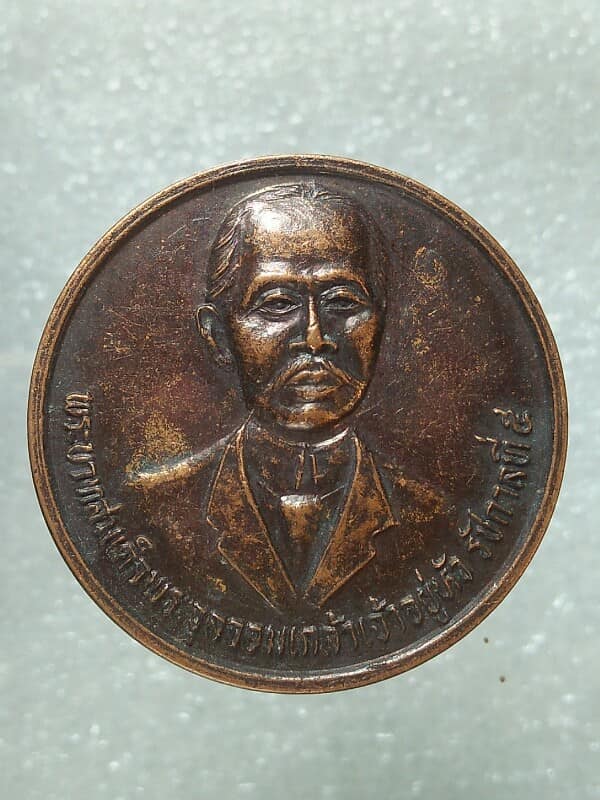 พระบาทสมเด็จพระจุลจอมเกล้าเจ้าอยู่หัว รัชกาลที่ ๕